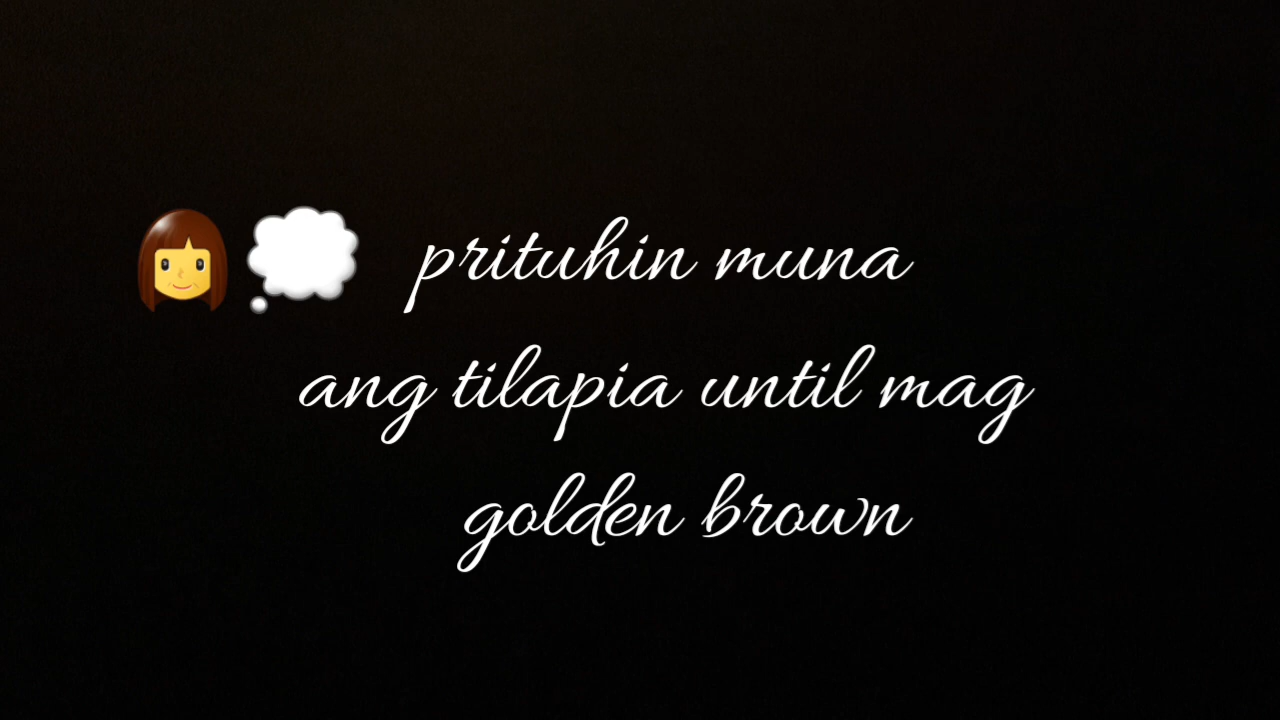 👩💭 prituhin muna
ang tilapia until mag
golden brown